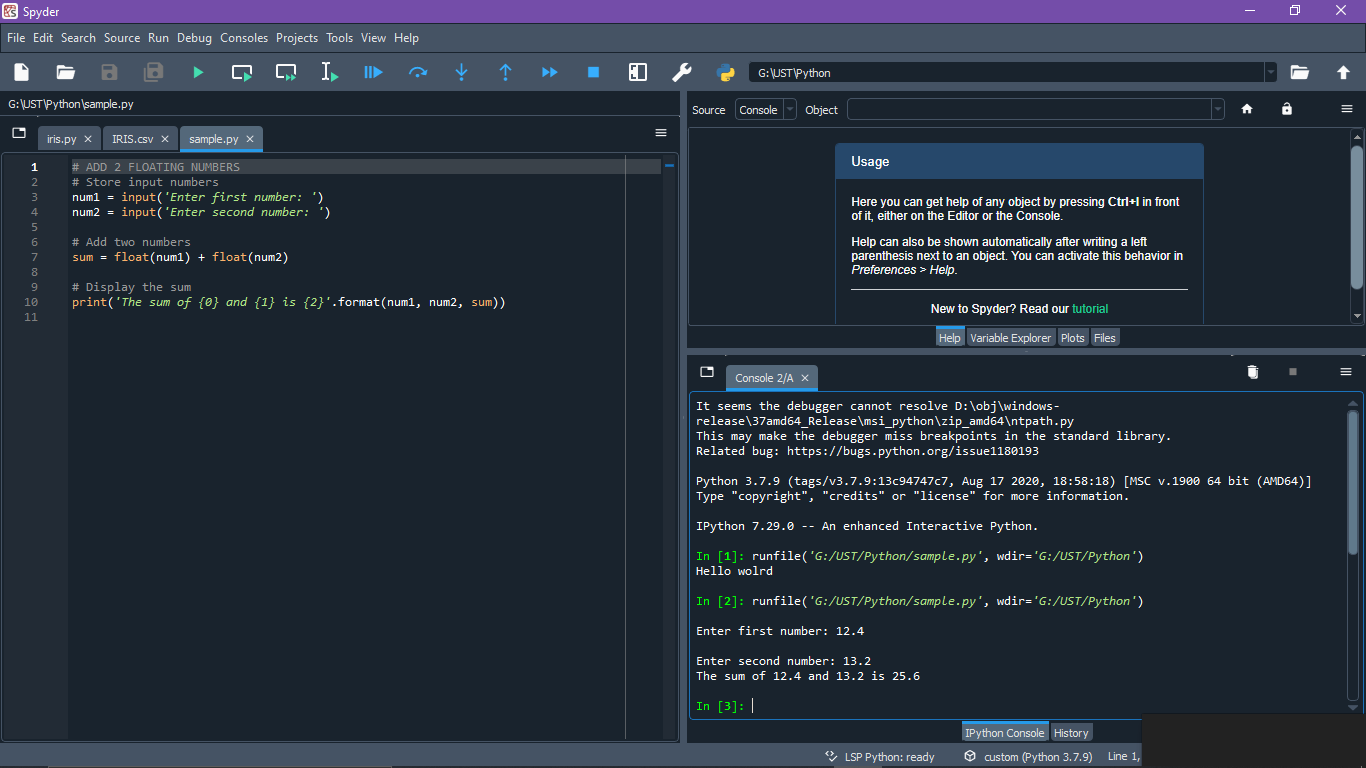 Spyder
File Edit Search Source Run Debug Consoles Projects Tools View Help
G:\UST\Python
G:\UST\Python\sample.py
iris.py IRIS.csv sample.py
1 # ADD 2 FLOATING NUMBERS
2 # Store input numbers
3 num1 = input('Enter first number: ')
4 num2 = input('Enter second number: ')
5
6 # Add two numbers
7 sum = float(num1) + float(num2)
8
9 # Display the sum
10 print('The sum of {0} and {1} is {2}'.format(num1, num2, sum))
11
Source Console Object
Usage
Here you can get help of any object by pressing Ctrl+I in front
of it, either on the Editor or the Console.
Help can also be shown automatically after writing a left
parenthesis next to an object. You can activate this behavior in
Preferences > Help.
New to Spyder? Read our tutorial
Help Variable Explorer Plots Files
Console 2/A
It seems the debugger cannot resolve D:\obj\windows-
release\37amd64_Release\msi_python\zip_amd64\ntpath.py
This may make the debugger miss breakpoints in the standard library.
Related bug: https://bugs.python.org/issue1180193
Python 3.7.9 (tags/v3.7.9:13c94747c7, Aug 17 2020, 18:58:18) [MSC v.1900 64 bit (AMD64)]
Type "copyright", "credits" or "license" for more information.
IPython 7.29.0 -- An enhanced Interactive Python.
In [1]: runfile('G:/UST/Python/sample.py', wdir='G:/UST/Python')
Hello wolrd
In [2]: runfile('G:/UST/Python/sample.py', wdir='G:/UST/Python')
Enter first number: 12.4
Enter second number: 13.2
The sum of 12.4 and 13.2 is 25.6
In [3]:
IPython Console History
LSP Python: ready custom (Python 3.7.9) Line 1,